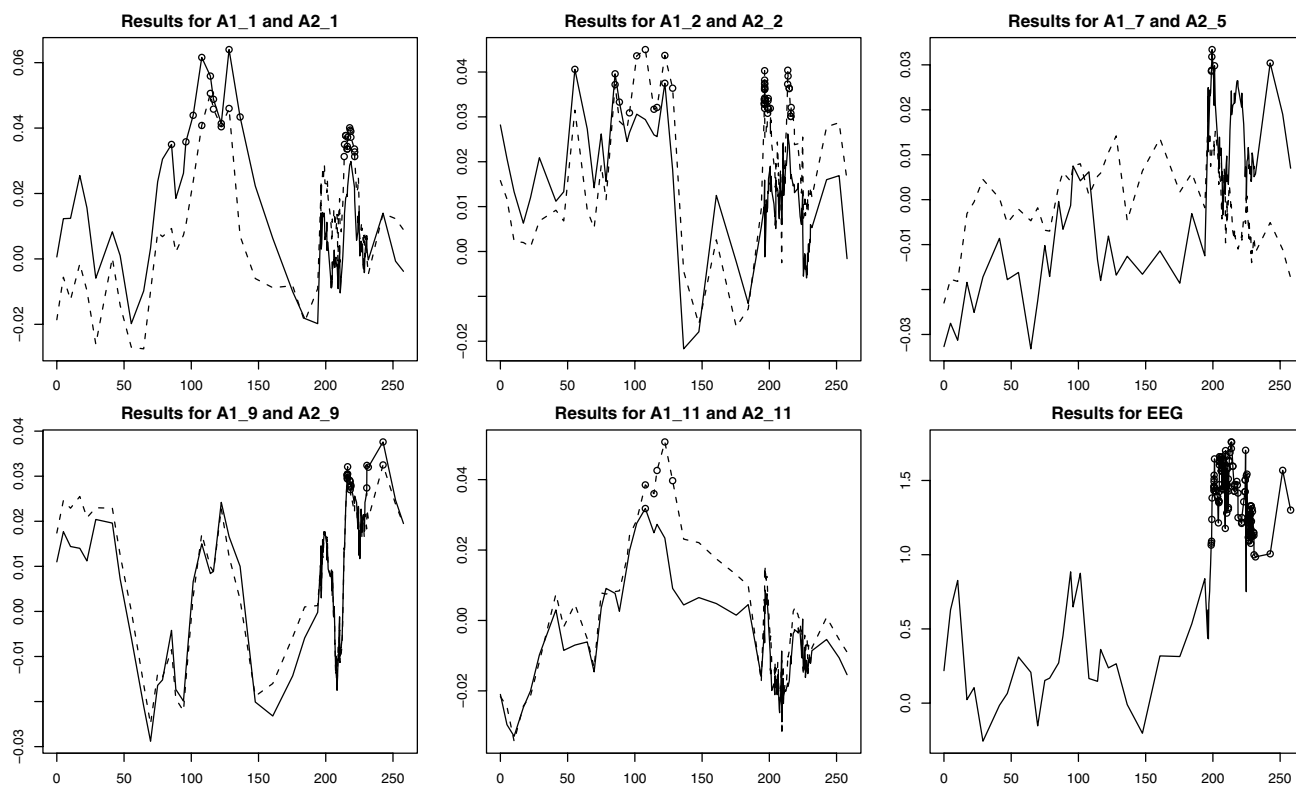 Results for A1_1 and A2_1
0.06
0.04
0.02
0.00
−0.02
0 50 100 150 200 250
Results for A1_2 and A2_2
0.04
0.03
0.02
0.01
0.00
−0.02
0 50 100 150 200 250
Results for A1_7 and A2_5
0.03
0.02
0.01
0.00
−0.01
−0.03
0 50 100 150 200 250
Results for A1_9 and A2_9
0.04
0.03
0.02
0.01
0.00
−0.01
−0.03
0 50 100 150 200 250
Results for A1_11 and A2_11
0.04
0.02
0.00
−0.02
0 50 100 150 200 250
Results for EEG
1.5
1.0
0.5
0.0
0 50 100 150 200 250